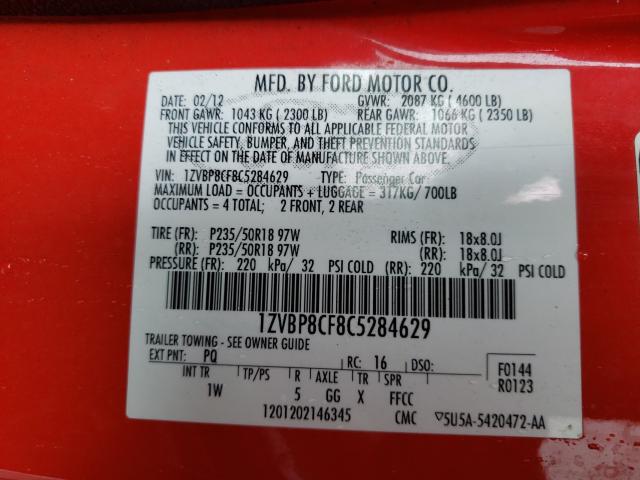 MFD. BY FORD MOTOR CO.
DATE: 02/12 GVWR: 2087 KG (4600 LB)
FRONT GAWR: 1043 KG (2300 LB) REAR GAWR: 1066 KG (2350 LB)
THIS VEHICLE CONFORMS TO ALL APPLICABLE FEDERAL MOTOR
VEHICLE SAFETY, BUMPER, AND THEFT PREVENTION STANDARDS
IN EFFECT ON THE DATE OF MANUFACTURE SHOWN ABOVE.
VIN: 1ZVBP8CF8C5284629 TYPE: Passenger Car
MAXIMUM LOAD = OCCUPANTS + LUGGAGE = 317KG/ 700LB
OCCUPANTS = 4 TOTAL; 2 FRONT, 2 REAR
TIRE (FR): P235/50R18 97W RIMS (FR): 18x8.0J
(RR): P235/50R18 97W (RR): 18x8.0J
PRESSURE (FR): 220 kPa/ 32 PSI COLD (RR): 220 kPa/ 32 PSI COLD
1ZVBP8CF8C5284629
TRAILER TOWING - SEE OWNER GUIDE
EXT PNT: PQ RC: 16 DSO: F0144
R0123
INT TR TP/PS R AXLE TR SPR
1W 5 GG X FFCC
1201202146345 CMC ▽5U5A-5420472-AA